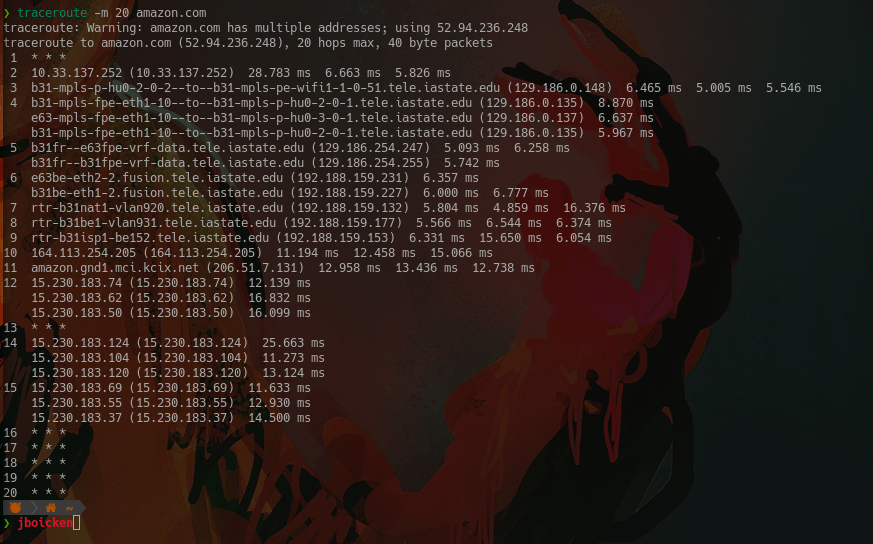 ❯ traceroute -m 20 amazon.com
traceroute: Warning: amazon.com has multiple addresses; using 52.94.236.248
traceroute to amazon.com (52.94.236.248), 20 hops max, 40 byte packets
 1  * * *
 2  10.33.137.252 (10.33.137.252)  28.783 ms  6.663 ms  5.826 ms
 3  b31-mpls-p-hu0-2-0-2--to--b31-mpls-pe-wifi1-1-0-51.tele.iastate.edu (129.186.0.148)  6.465 ms  5.005 ms  5.546 ms
 4  b31-mpls-fpe-eth1-10--to--b31-mpls-p-hu0-2-0-1.tele.iastate.edu (129.186.0.135)  8.870 ms
    e63-mpls-fpe-eth1-10--to--b31-mpls-p-hu0-3-0-1.tele.iastate.edu (129.186.0.137)  6.637 ms
    b31-mpls-fpe-eth1-10--to--b31-mpls-p-hu0-2-0-1.tele.iastate.edu (129.186.0.135)  5.967 ms
 5  b31fr--e63fpe-vrf-data.tele.iastate.edu (129.186.254.247)  5.093 ms  6.258 ms
    b31fr--b31fpe-vrf-data.tele.iastate.edu (129.186.254.255)  5.742 ms
 6  e63be-eth2-2.fusion.tele.iastate.edu (192.188.159.231)  6.357 ms
    b31be-eth1-2.fusion.tele.iastate.edu (192.188.159.227)  6.000 ms  6.777 ms
 7  rtr-b31nat1-vlan920.tele.iastate.edu (192.188.159.132)  5.804 ms  4.859 ms  16.376 ms
 8  rtr-b31be1-vlan931.tele.iastate.edu (192.188.159.177)  5.566 ms  6.544 ms  6.374 ms
 9  rtr-b31isp1-be152.tele.iastate.edu (192.188.159.153)  6.331 ms  15.650 ms  6.054 ms
10  164.113.254.205 (164.113.254.205)  11.194 ms  12.458 ms  15.066 ms
11  amazon.gnd1.mci.kcix.net (206.51.7.131)  12.958 ms  13.436 ms  12.738 ms
12  15.230.183.74 (15.230.183.74)  12.139 ms
    15.230.183.62 (15.230.183.62)  16.832 ms
    15.230.183.50 (15.230.183.50)  16.099 ms
13  * * *
14  15.230.183.124 (15.230.183.124)  25.663 ms
    15.230.183.104 (15.230.183.104)  11.273 ms
    15.230.183.120 (15.230.183.120)  13.124 ms
15  15.230.183.69 (15.230.183.69)  11.633 ms
    15.230.183.55 (15.230.183.55)  12.930 ms
    15.230.183.37 (15.230.183.37)  14.500 ms
16  * * *
17  * * *
18  * * *
19  * * *
20  * * *
~
❯ jboicken